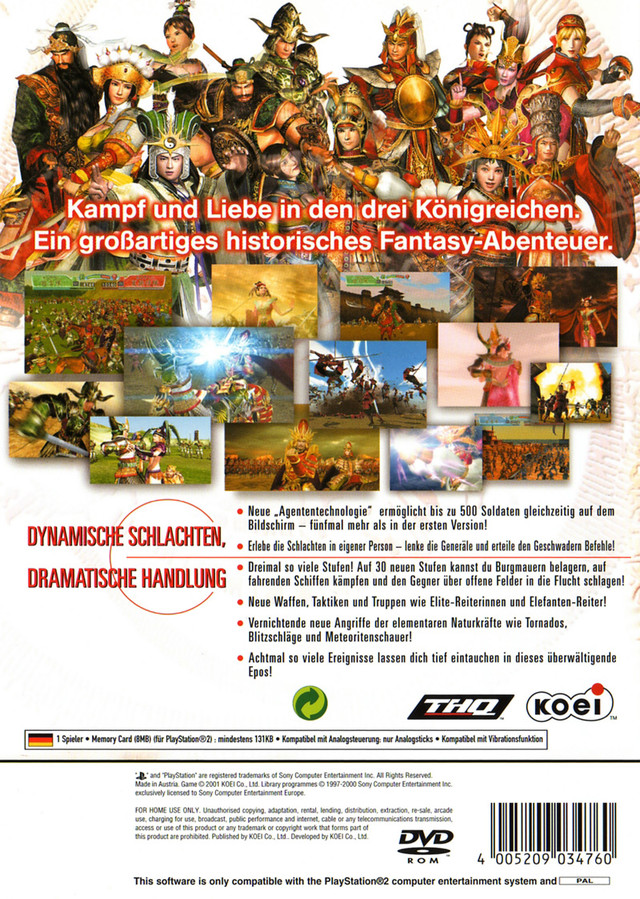 Kampf und Liebe in den drei Königreichen.
Ein großartiges historisches Fantasy-Abenteuer.
DYNAMISCHE SCHLACHTEN,
DRAMATISCHE HANDLUNG
• Neue „Agententechnologie“ ermöglicht bis zu 500 Soldaten gleichzeitig auf dem
Bildschirm – fünfmal mehr als in der ersten Version!
• Erlebe die Schlachten in eigener Person – lenke die Generäle und erteile den Geschwadern Befehle!
• Dreimal so viele Stufen! Auf 30 neuen Stufen kannst du Burgmauern belagern, auf
fahrenden Schiffen kämpfen und den Gegner über offene Felder in die Flucht schlagen!
• Neue Waffen, Taktiken und Truppen wie Elite-Reiterinnen und Elefanten-Reiter!
• Vernichtende neue Angriffe der elementaren Naturkräfte wie Tornados,
Blitzschläge und Meteoritenschauer!
• Achtmal so viele Ereignisse lassen dich tief eintauchen in dieses überwältigende
Epos!
THQ
KOEI TM
1 Spieler • Memory Card (8MB) (für PlayStation®2) : mindestens 131KB • Kompatibel mit Analogsteuerung: nur Analogsticks • Kompatibel mit Vibrationsfunktion
" " and "PlayStation" are registered trademarks of Sony Computer Entertainment Inc. All Rights Reserved.
Made in Austria. Game © 2001 KOEI Co., Ltd. Library programmes © 1997-2000 Sony Computer Entertainment Inc.
exclusively licensed to Sony Computer Entertainment Europe.
FOR HOME USE ONLY. Unauthorised copying, adaptation, rental, lending, distribution, extraction, re-sale, arcade
use, charging for use, broadcast, public performance and internet, cable or any telecommunications transmission,
access or use of this product or any trademark or copyright work that forms part of
this product are prohibited. Published by KOEI Co., Ltd.. Developed by KOEI Co., Ltd.
DVD
ROM
4 005209 034760
This software is only compatible with the PlayStation®2 computer entertainment system and PAL